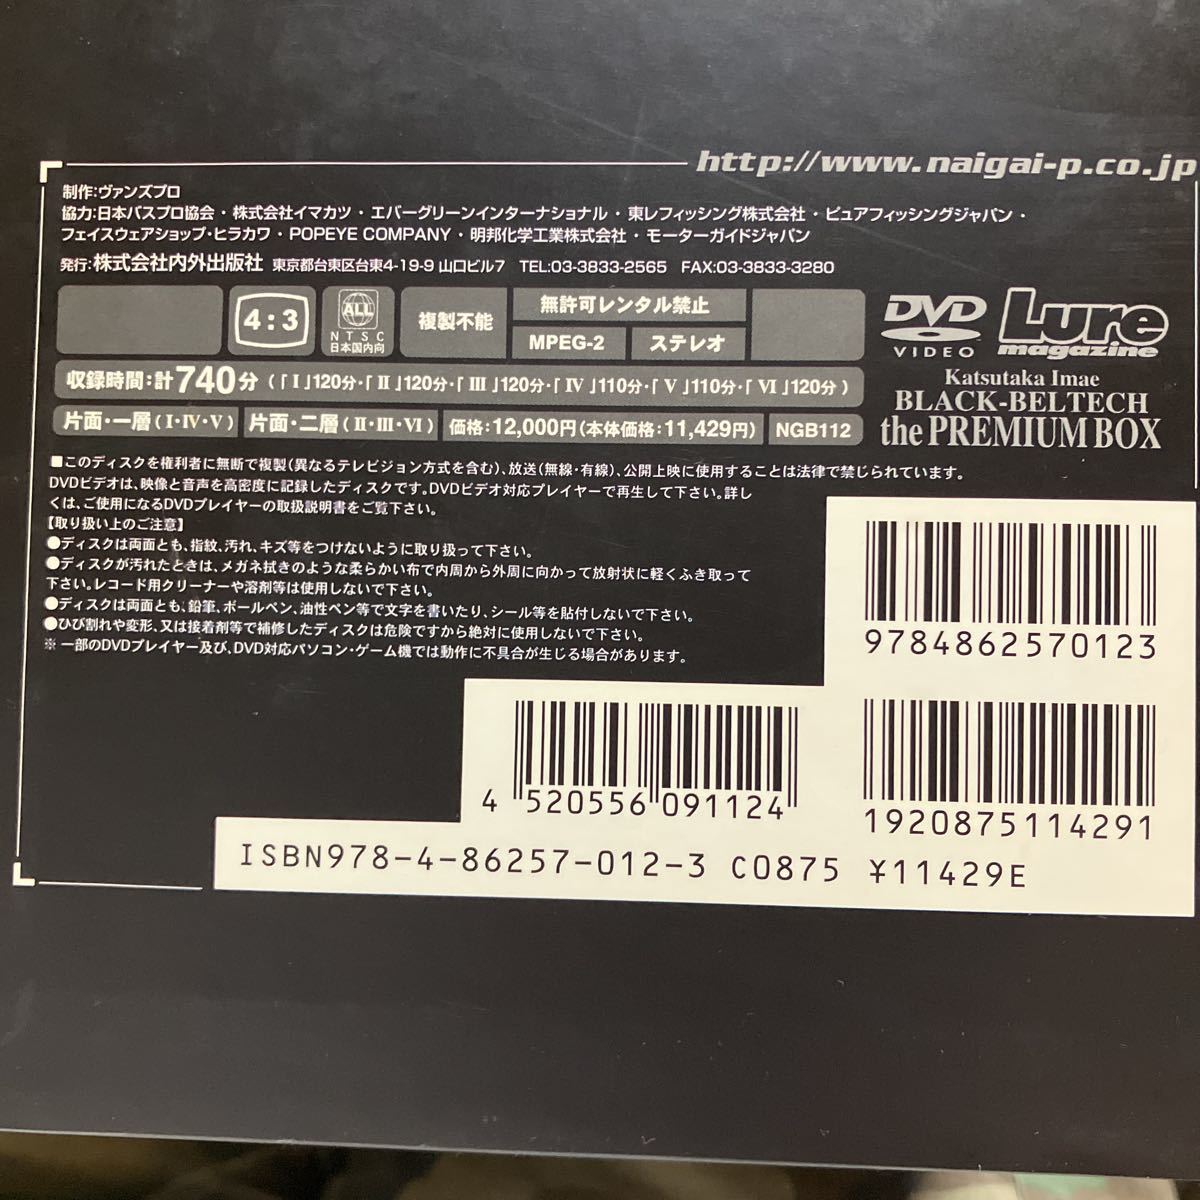 http://www.naigai-p.co.jp
制作:ヴァンズプロ
協力:日本バスプロ協会・株式会社イマカツ・エバーグリーンインターナショナル・東レフィッシング株式会社・ピュアフィッシングジャパン・
フェイスウェアショップ・ヒラカワ・POPEYE COMPANY・明邦化学工業株式会社・モーターガイドジャパン
発行:株式会社内外出版社 東京都台東区台東4-19-9 山口ビル7 TEL:03-3833-2565 FAX:03-3833-3280
4:3
ALL
NTSC
日本国内向
複製不能
無許可レンタル禁止
MPEG-2
ステレオ
DVD
VIDEO
Lure
magazine
収録時間:計740分(「Ⅰ」120分・「Ⅱ」120分・「Ⅲ」120分・「Ⅳ」110分・「Ⅴ」110分・「Ⅵ」120分)
片面・一層(Ⅰ・Ⅳ・Ⅴ)
片面・二層(Ⅱ・Ⅲ・Ⅵ)
価格:12,000円(本体価格:11,429円)
NGB112
Katsutaka Imae
BLACK-BELTECH
the PREMIUM BOX
■このディスクを権利者に無断で複製(異なるテレビジョン方式を含む)、放送(無線・有線)、公開上映に使用することは法律で禁じられています。
DVDビデオは、映像と音声を高密度に記録したディスクです。DVDビデオ対応プレイヤーで再生して下さい。詳し
くは、ご使用になるDVDプレイヤーの取扱説明書をご覧下さい。
【取り扱い上のご注意】
●ディスクは両面とも、指紋、汚れ、キズ等をつけないように取り扱って下さい。
●ディスクが汚れたときは、メガネ拭きのような柔らかい布で内周から外周に向かって放射状に軽くふき取って
下さい。レコード用クリーナーや溶剤等は使用しないで下さい。
●ディスクは両面とも、鉛筆、ボールペン、油性ペン等で文字を書いたり、シール等を貼付しないで下さい。
●ひび割れや変形、又は接着剤等で補修したディスクは危険ですから絶対に使用しないで下さい。
※ 一部のDVDプレイヤー及び、DVD対応パソコン・ゲーム機では動作に不具合が生じる場合があります。
9784862570123
4 520556 091124
1920875114291
ISBN978-4-86257-012-3 C0875 ¥11429E